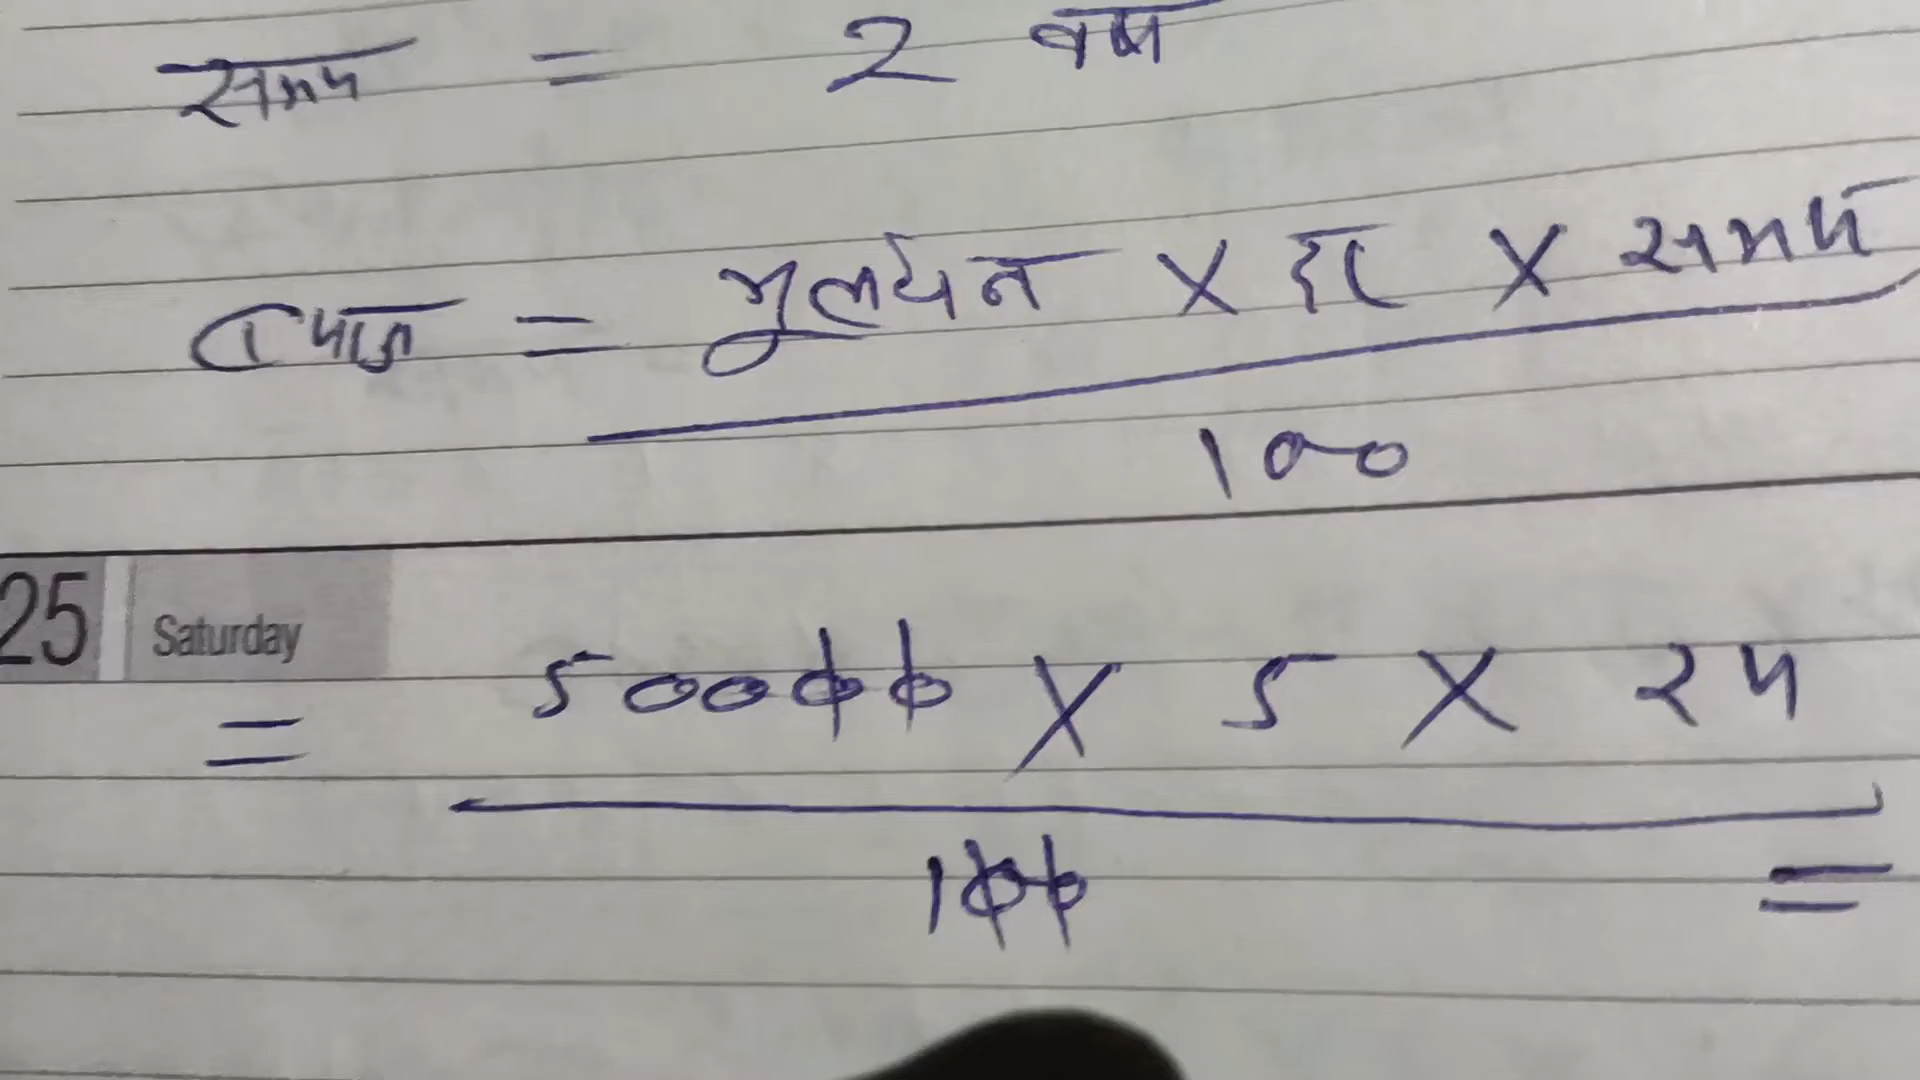 समय = 2 वर्ष
ब्याज = मूलधन X दर X समय
100
25 Saturday
= 50000 X 5 X 2
100
=